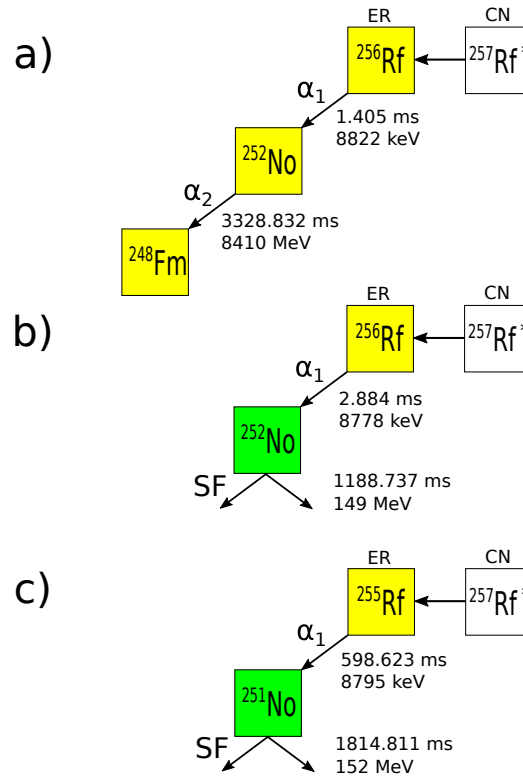 a)
ER CN
²⁵⁶Rf ²⁵⁷Rf*
α₁
1.405 ms
8822 keV
²⁵²No
α₂
3328.832 ms
8410 MeV
²⁴⁸Fm
b)
ER CN
²⁵⁶Rf ²⁵⁷Rf*
α₁
2.884 ms
8778 keV
²⁵²No
SF
1188.737 ms
149 MeV
c)
ER CN
²⁵⁵Rf ²⁵⁷Rf*
α₁
598.623 ms
8795 keV
²⁵¹No
SF
1814.811 ms
152 MeV